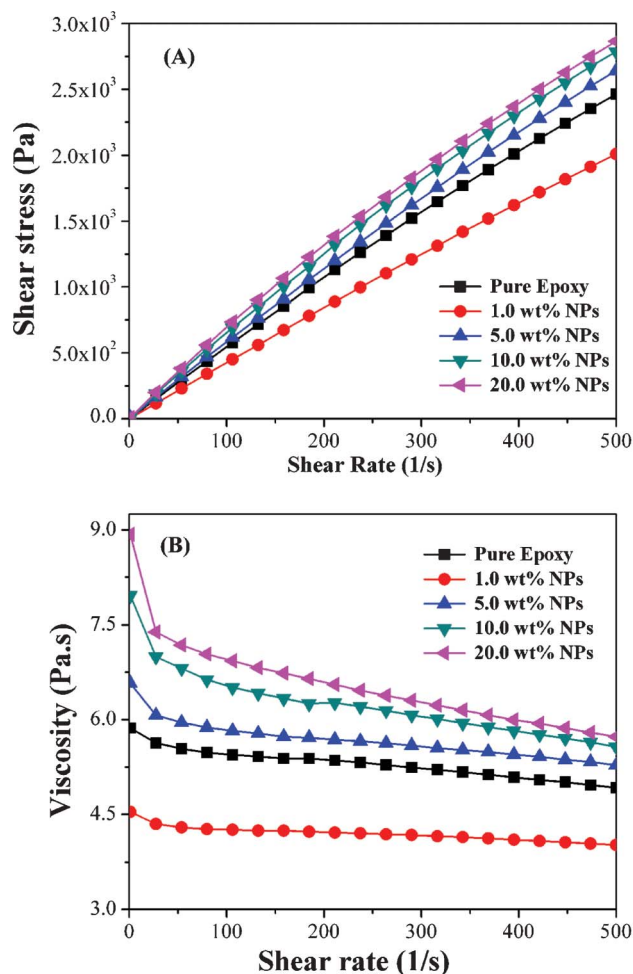 (A)
Shear stress (Pa)
3.0x10³
2.5x10³
2.0x10³
1.5x10³
1.0x10³
5.0x10²
0.0
0 100 200 300 400 500
Shear Rate (1/s)
Pure Epoxy
1.0 wt% NPs
5.0 wt% NPs
10.0 wt% NPs
20.0 wt% NPs
(B)
Viscosity (Pa.s)
9.0
7.5
6.0
4.5
3.0
Pure Epoxy
1.0 wt% NPs
5.0 wt% NPs
10.0 wt% NPs
20.0 wt% NPs
0 100 200 300 400 500
Shear rate (1/s)